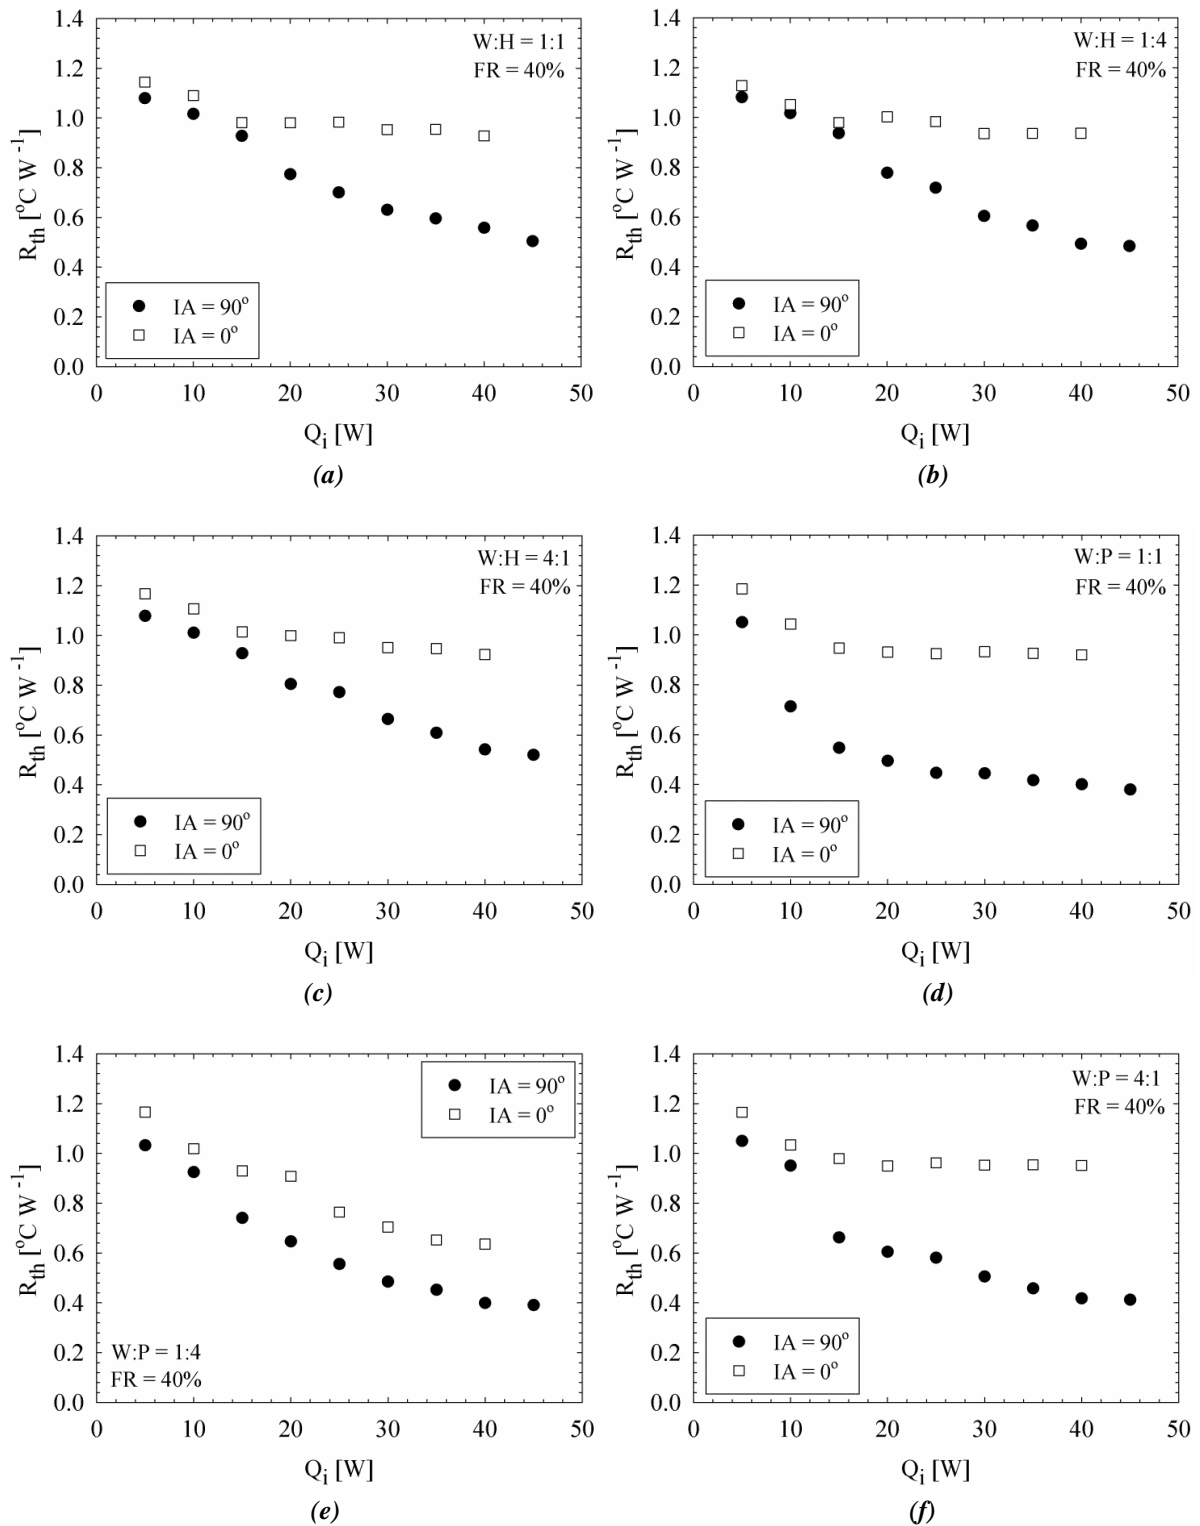 W:H = 1:1
FR = 40%
1.4
1.2
1.0
0.8
0.6
0.4
0.2
0.0
R_th [°C W⁻¹]
IA = 90°
IA = 0°
0 10 20 30 40 50
Q_i [W]
(a)
W:H = 1:4
FR = 40%
1.4
1.2
1.0
0.8
0.6
0.4
0.2
0.0
R_th [°C W⁻¹]
IA = 90°
IA = 0°
0 10 20 30 40 50
Q_i [W]
(b)
W:H = 4:1
FR = 40%
1.4
1.2
1.0
0.8
0.6
0.4
0.2
0.0
R_th [°C W⁻¹]
IA = 90°
IA = 0°
0 10 20 30 40 50
Q_i [W]
(c)
W:P = 1:1
FR = 40%
1.4
1.2
1.0
0.8
0.6
0.4
0.2
0.0
R_th [°C W⁻¹]
IA = 90°
IA = 0°
0 10 20 30 40 50
Q_i [W]
(d)
IA = 90°
IA = 0°
1.4
1.2
1.0
0.8
0.6
0.4
0.2
0.0
R_th [°C W⁻¹]
W:P = 1:4
FR = 40%
0 10 20 30 40 50
Q_i [W]
(e)
W:P = 4:1
FR = 40%
1.4
1.2
1.0
0.8
0.6
0.4
0.2
0.0
R_th [°C W⁻¹]
IA = 90°
IA = 0°
0 10 20 30 40 50
Q_i [W]
(f)